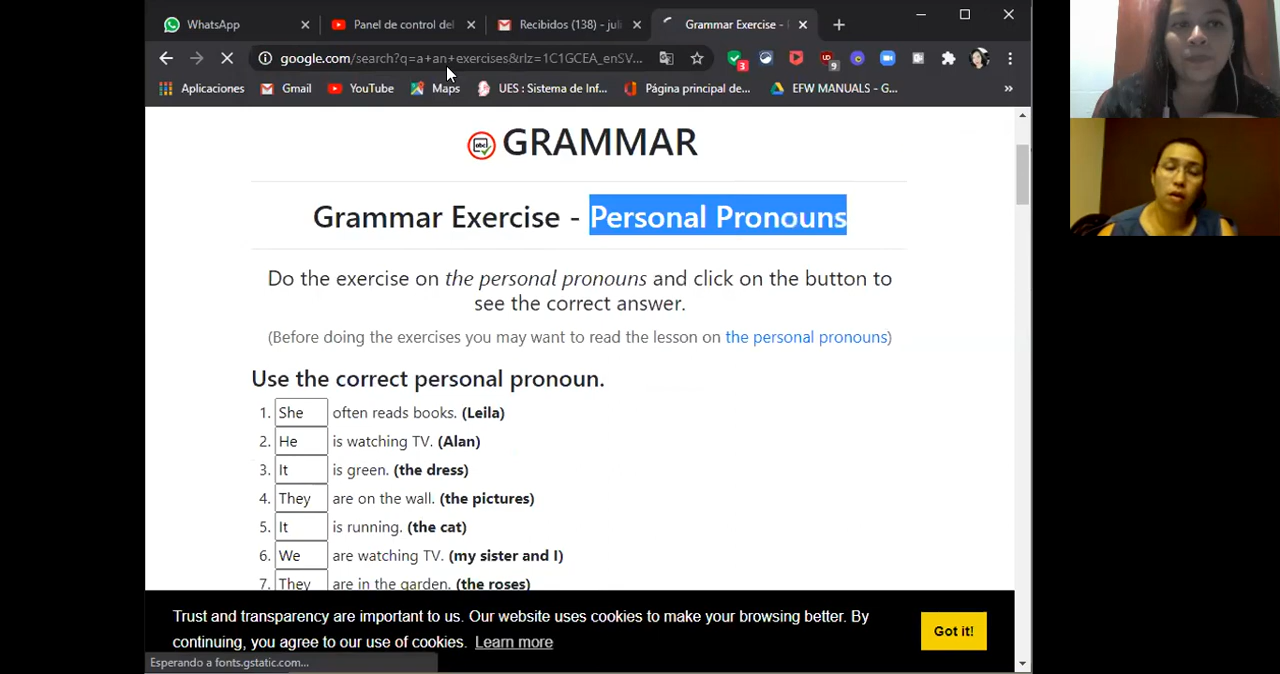 WhatsApp
Panel de control del
Recibidos (138) - juli
Grammar Exercise -
google.com/search?q=a+an+exercises&rlz=1C1GCEA_enSV...
3
UD
9
Aplicaciones
Gmail
YouTube
Maps
UES : Sistema de Inf...
Página principal de...
EFW MANUALS - G...
»
abc
GRAMMAR
Grammar Exercise - Personal Pronouns
Do the exercise on the personal pronouns and click on the button to
see the correct answer.
(Before doing the exercises you may want to read the lesson on the personal pronouns)
Use the correct personal pronoun.
1. She often reads books. (Leila)
2. He is watching TV. (Alan)
3. It is green. (the dress)
4. They are on the wall. (the pictures)
5. It is running. (the cat)
6. We are watching TV. (my sister and I)
7. They are in the garden. (the roses)
Trust and transparency are important to us. Our website uses cookies to make your browsing better. By
continuing, you agree to our use of cookies. Learn more
Got it!
Esperando a fonts.gstatic.com...